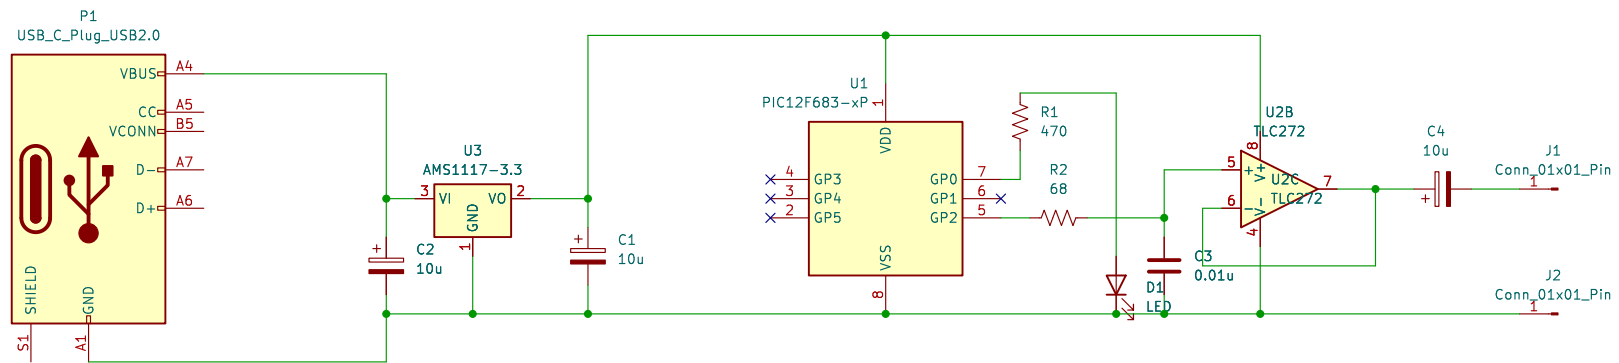 P1
USB_C_Plug_USB2.0
VBUS
A4
CC
A5
VCONN
B5
D-
A7
D+
A6
SHIELD
S1
GND
A1
U3
AMS1117-3.3
3
VI
VO
2
GND
1
+
C2
10u
+
C1
10u
U1
PIC12F683-xP
1
VDD
4
GP3
3
GP4
2
GP5
GP0
7
GP1
6
GP2
5
VSS
8
R1
470
R2
68
D1
LED
C3
0.01u
U2B
TLC272
8
V+
5
+
U2C
TLC272
7
6
-
V-
4
C4
10u
+
J1
Conn_01x01_Pin
1
J2
Conn_01x01_Pin
1